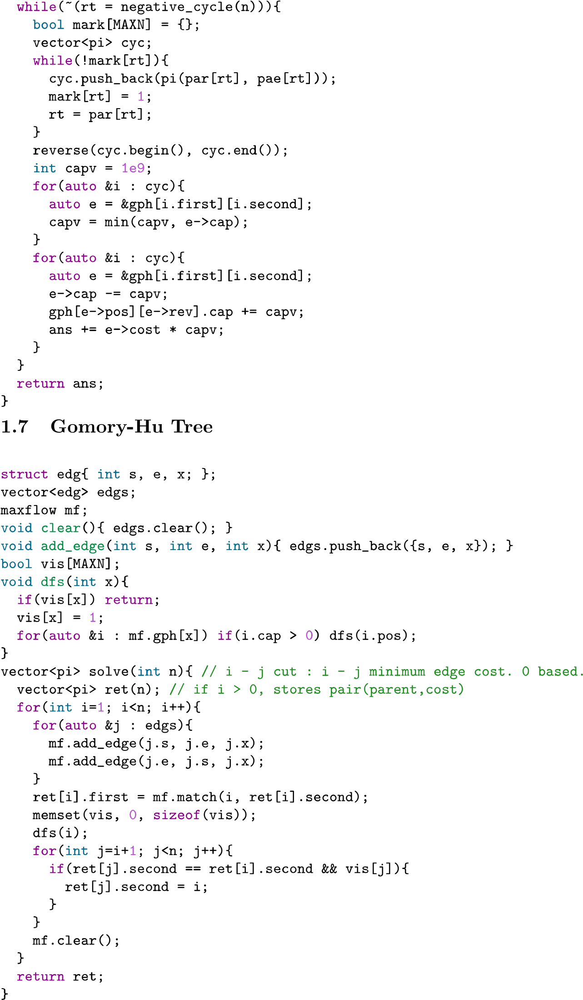 while(~(rt = negative_cycle(n))){
    bool mark[MAXN] = {};
    vector<pi> cyc;
    while(!mark[rt]){
      cyc.push_back(pi(par[rt], pae[rt]));
      mark[rt] = 1;
      rt = par[rt];
    }
    reverse(cyc.begin(), cyc.end());
    int capv = 1e9;
    for(auto &i : cyc){
      auto e = &gph[i.first][i.second];
      capv = min(capv, e->cap);
    }
    for(auto &i : cyc){
      auto e = &gph[i.first][i.second];
      e->cap -= capv;
      gph[e->pos][e->rev].cap += capv;
      ans += e->cost * capv;
    }
  }
  return ans;
}
1.7 Gomory-Hu Tree
struct edg{ int s, e, x; };
vector<edg> edgs;
maxflow mf;
void clear(){ edgs.clear(); }
void add_edge(int s, int e, int x){ edgs.push_back({s, e, x}); }
bool vis[MAXN];
void dfs(int x){
  if(vis[x]) return;
  vis[x] = 1;
  for(auto &i : mf.gph[x]) if(i.cap > 0) dfs(i.pos);
}
vector<pi> solve(int n){ // i - j cut : i - j minimum edge cost. 0 based.
  vector<pi> ret(n); // if i > 0, stores pair(parent,cost)
  for(int i=1; i<n; i++){
    for(auto &j : edgs){
      mf.add_edge(j.s, j.e, j.x);
      mf.add_edge(j.e, j.s, j.x);
    }
    ret[i].first = mf.match(i, ret[i].second);
    memset(vis, 0, sizeof(vis));
    dfs(i);
    for(int j=i+1; j<n; j++){
      if(ret[j].second == ret[i].second && vis[j]){
        ret[j].second = i;
      }
    }
    mf.clear();
  }
  return ret;
}